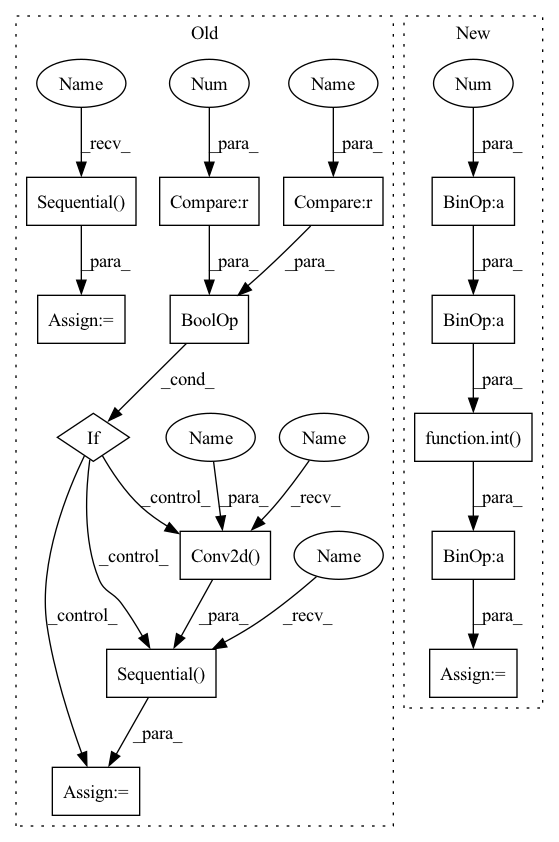 Old
New
Name
Num
Name
Num
_recv_
_para_
_para_
_para_
Sequential()
Compare:r
Compare:r
BinOp:a
_para_
_para_
_para_
_para_
Assign:=
BoolOp
BinOp:a
_cond_
_para_
If
Name
Name
function.int()
_control_
_para_
_recv_
_para_
_control_
Conv2d()
Name
BinOp:a
_control_
_para_
_recv_
_para_
Sequential()
Assign:=
_para_
Assign:=